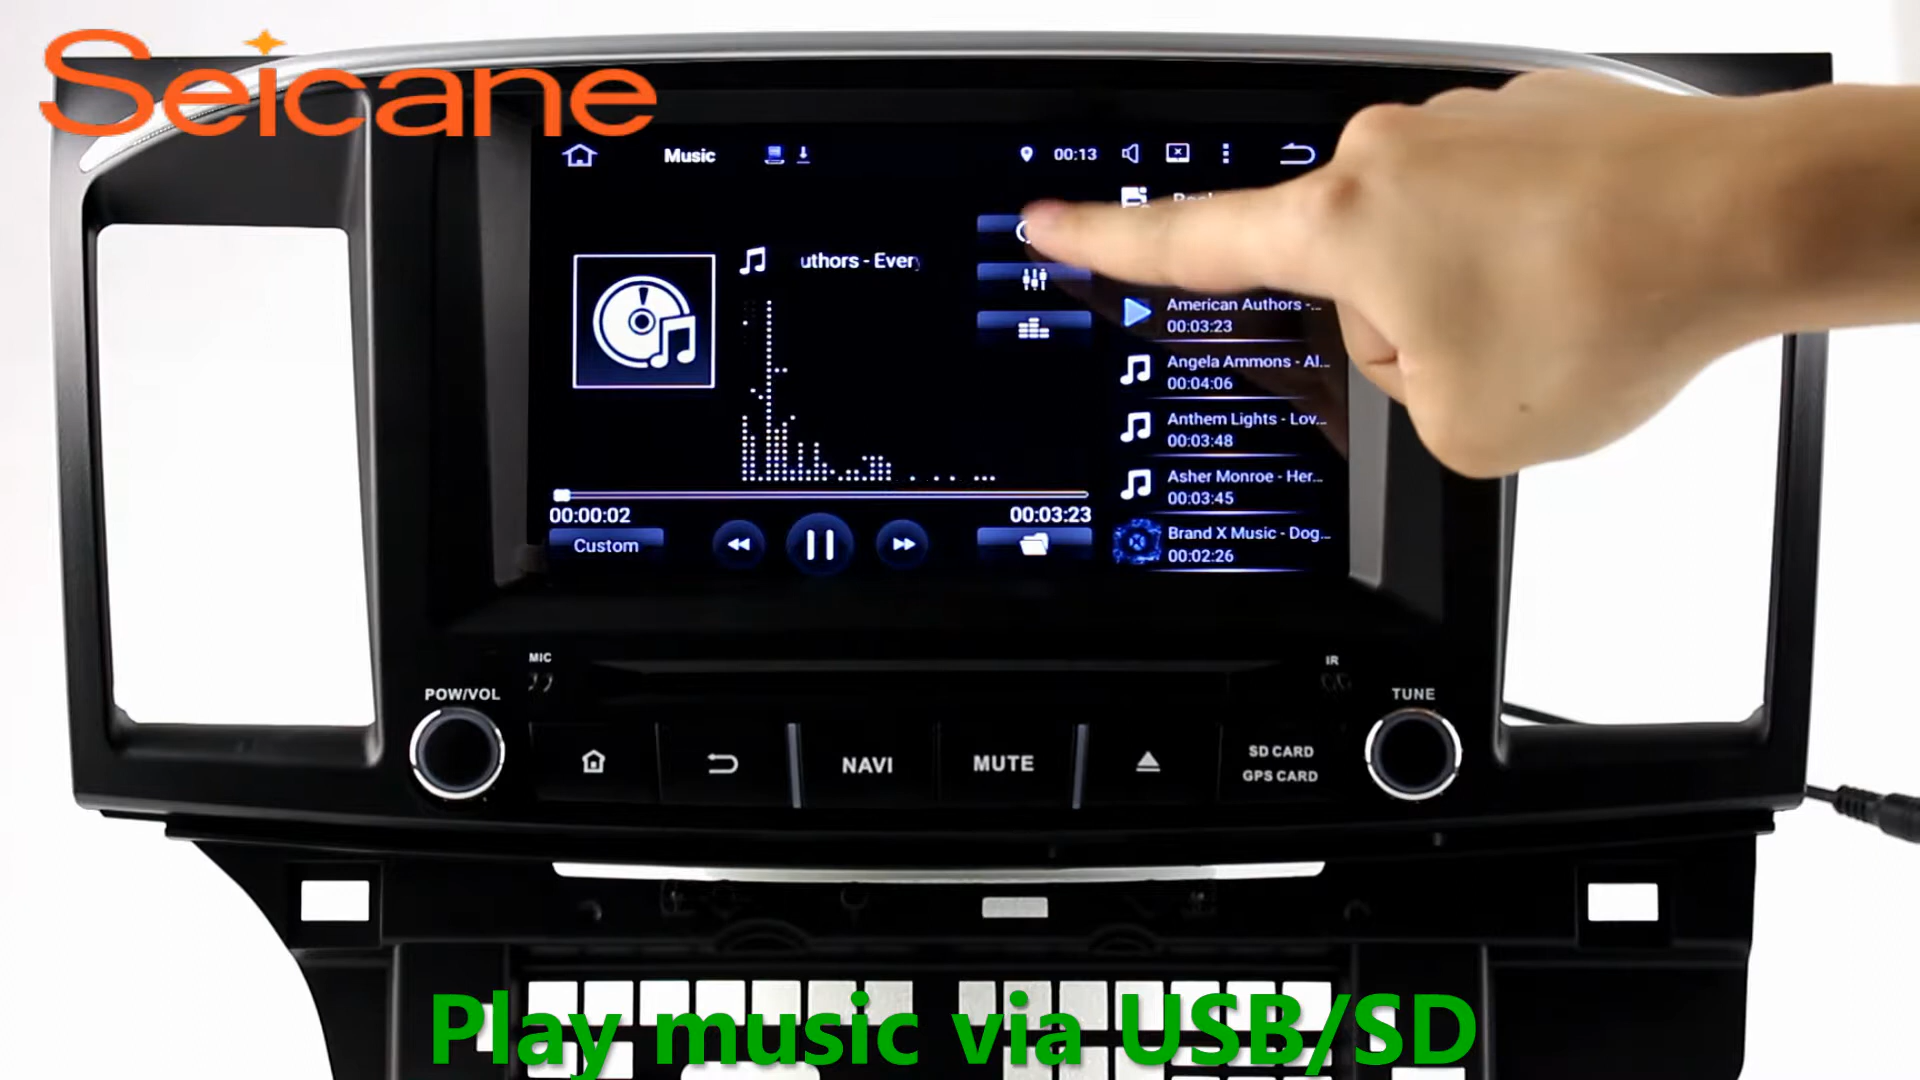 Seicane
Music
00:13
uthors - Every
American Authors -...
00:03:23
Angela Ammons - Al...
00:04:06
Anthem Lights - Lov...
00:03:48
Asher Monroe - Her...
00:03:45
Brand X Music - Dog...
00:02:26
00:00:02
00:03:23
Custom
MIC
IR
POW/VOL
TUNE
NAVI
MUTE
SD CARD
GPS CARD
Play music via USB/SD